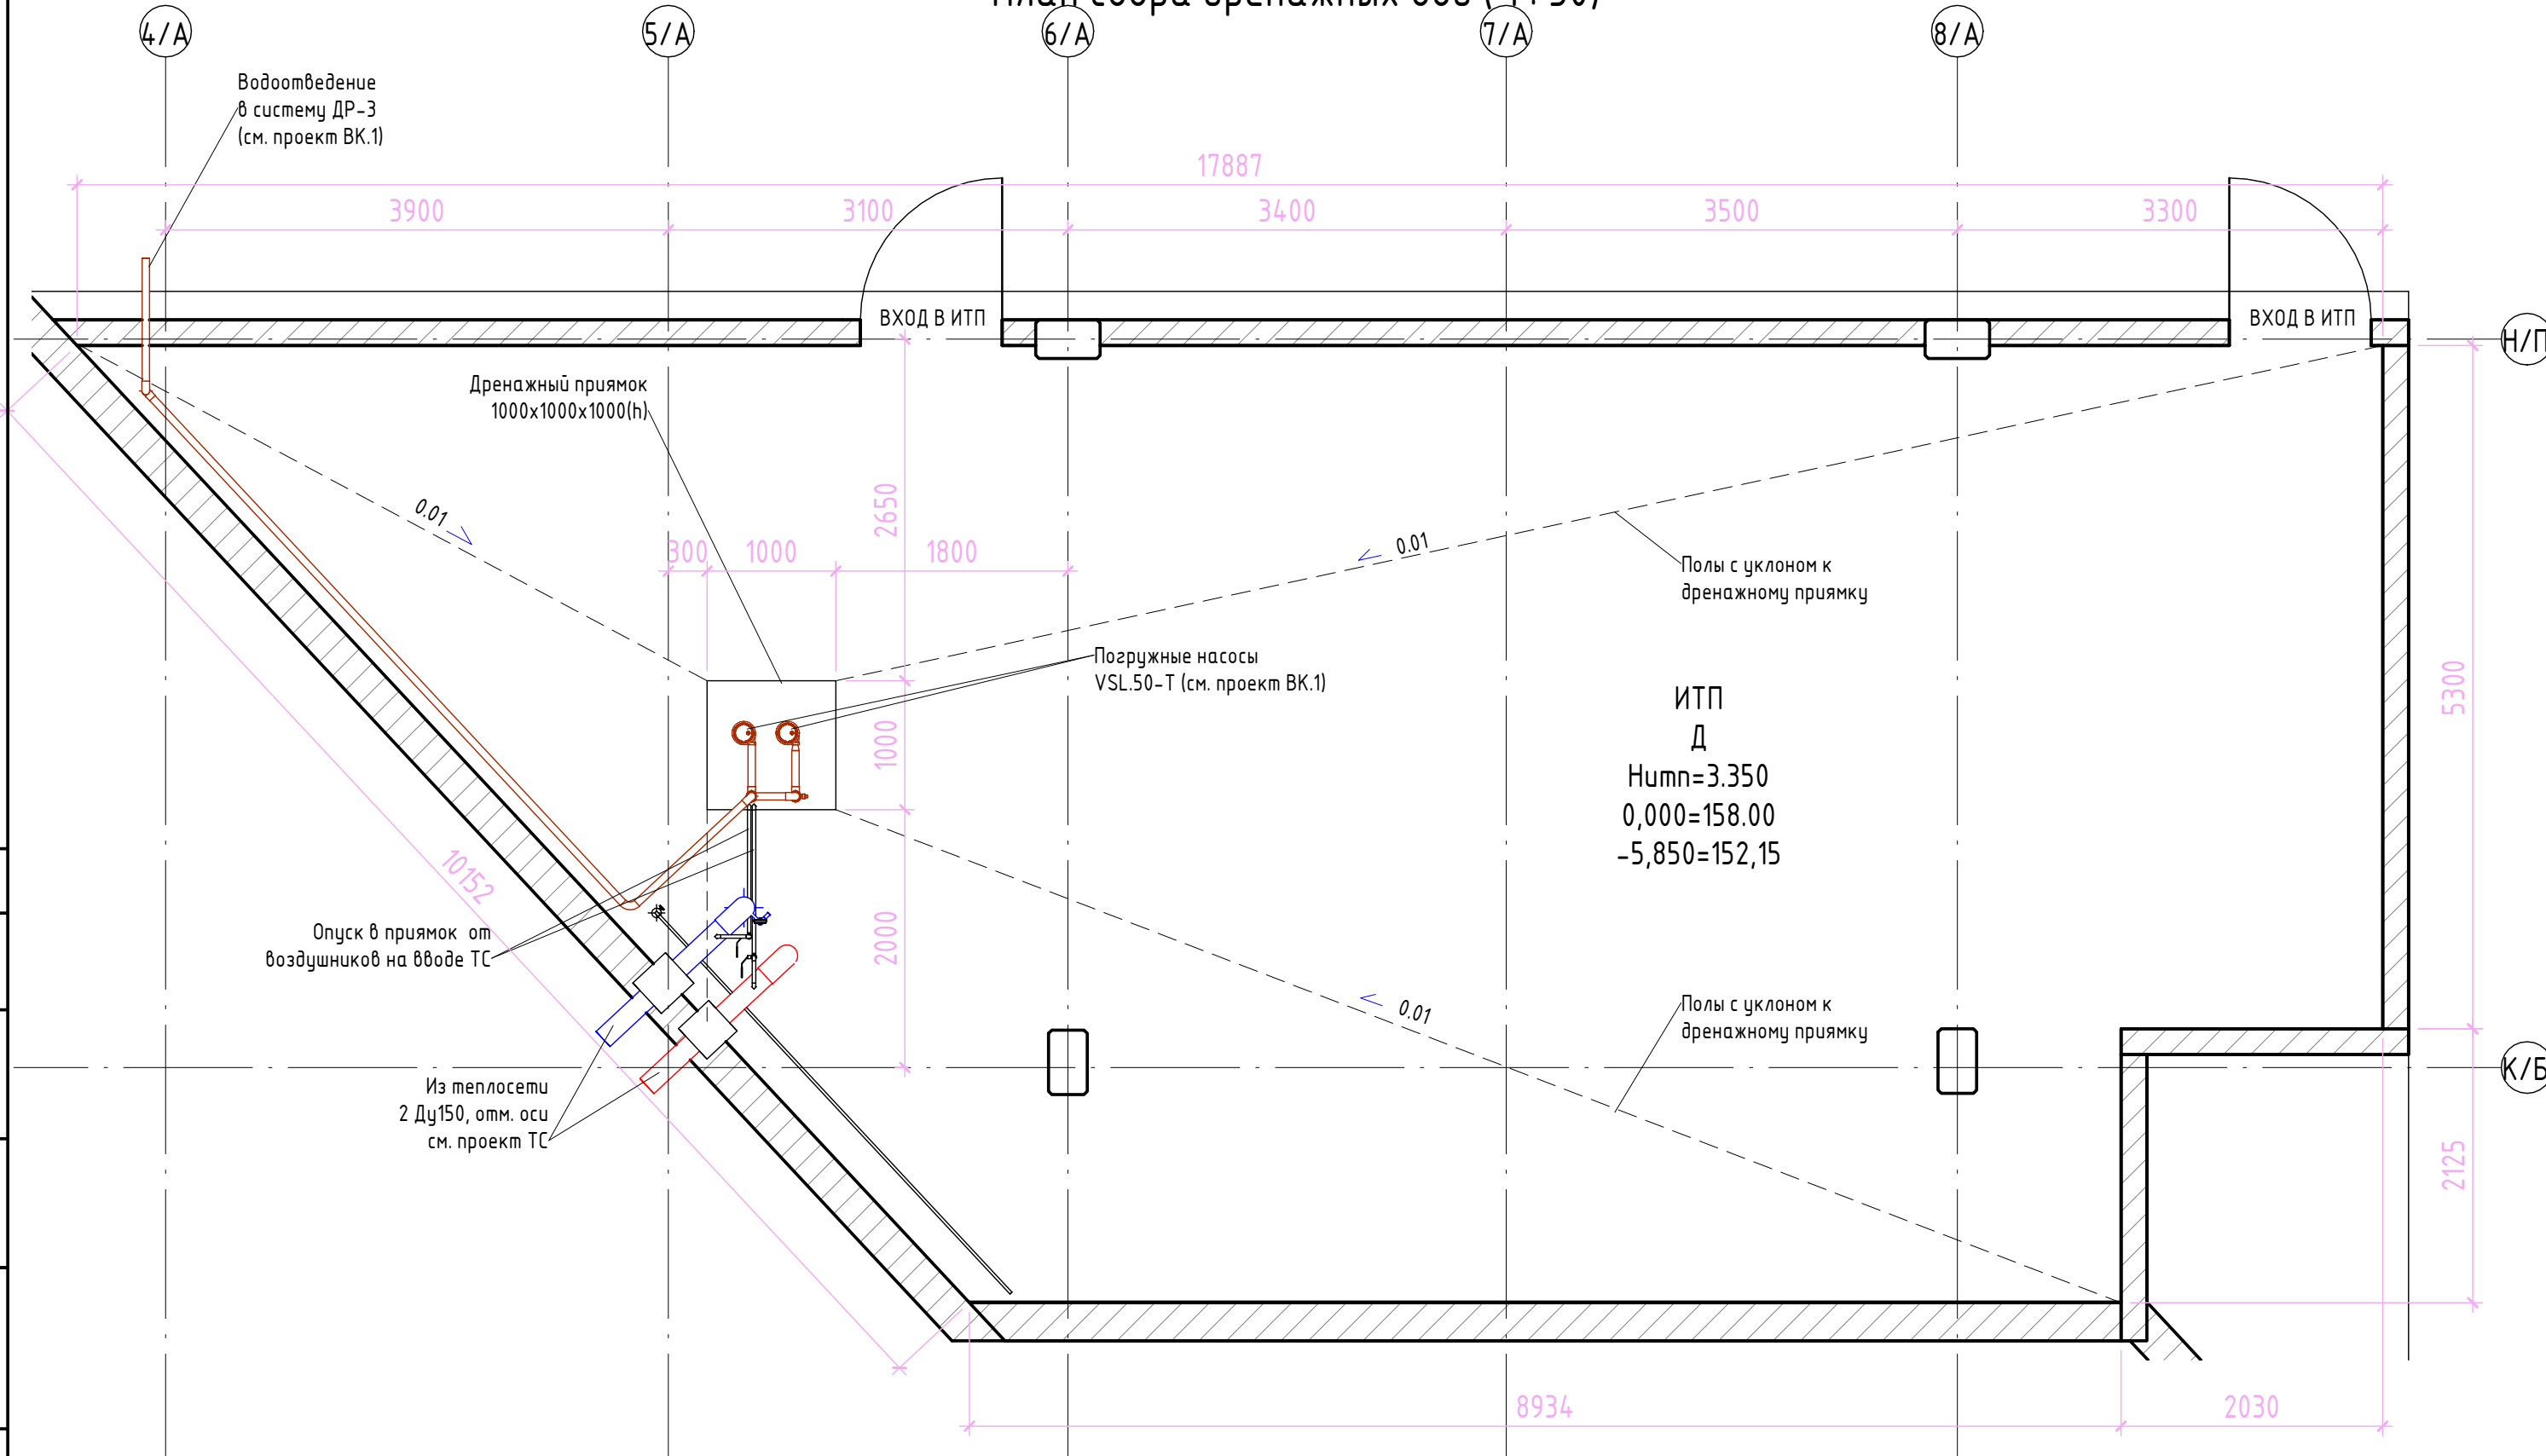 4/А
5/А
6/А
7/А
8/А
Водоотведение
в систему ДР-3
(см. проект ВК.1)
17887
3900
3100
3400
3500
3300
ВХОД В ИТП
ВХОД В ИТП
Н/П
Дренажный приямок
1000х1000х1000(h)
0.01
2650
300
1000
1800
0.01
Полы с уклоном к
дренажному приямку
Погружные насосы
VSL.50-Т (см. проект ВК.1)
ИТП
Д
Нитп=3.350
0,000=158.00
-5,850=152,15
5300
1000
10152
2000
Опуск в приямок от
воздушников на вводе ТС
0.01
Полы с уклоном к
дренажному приямку
К/Б
Из теплосети
2 Ду150, отм. оси
см. проект ТС
2125
8934
2030